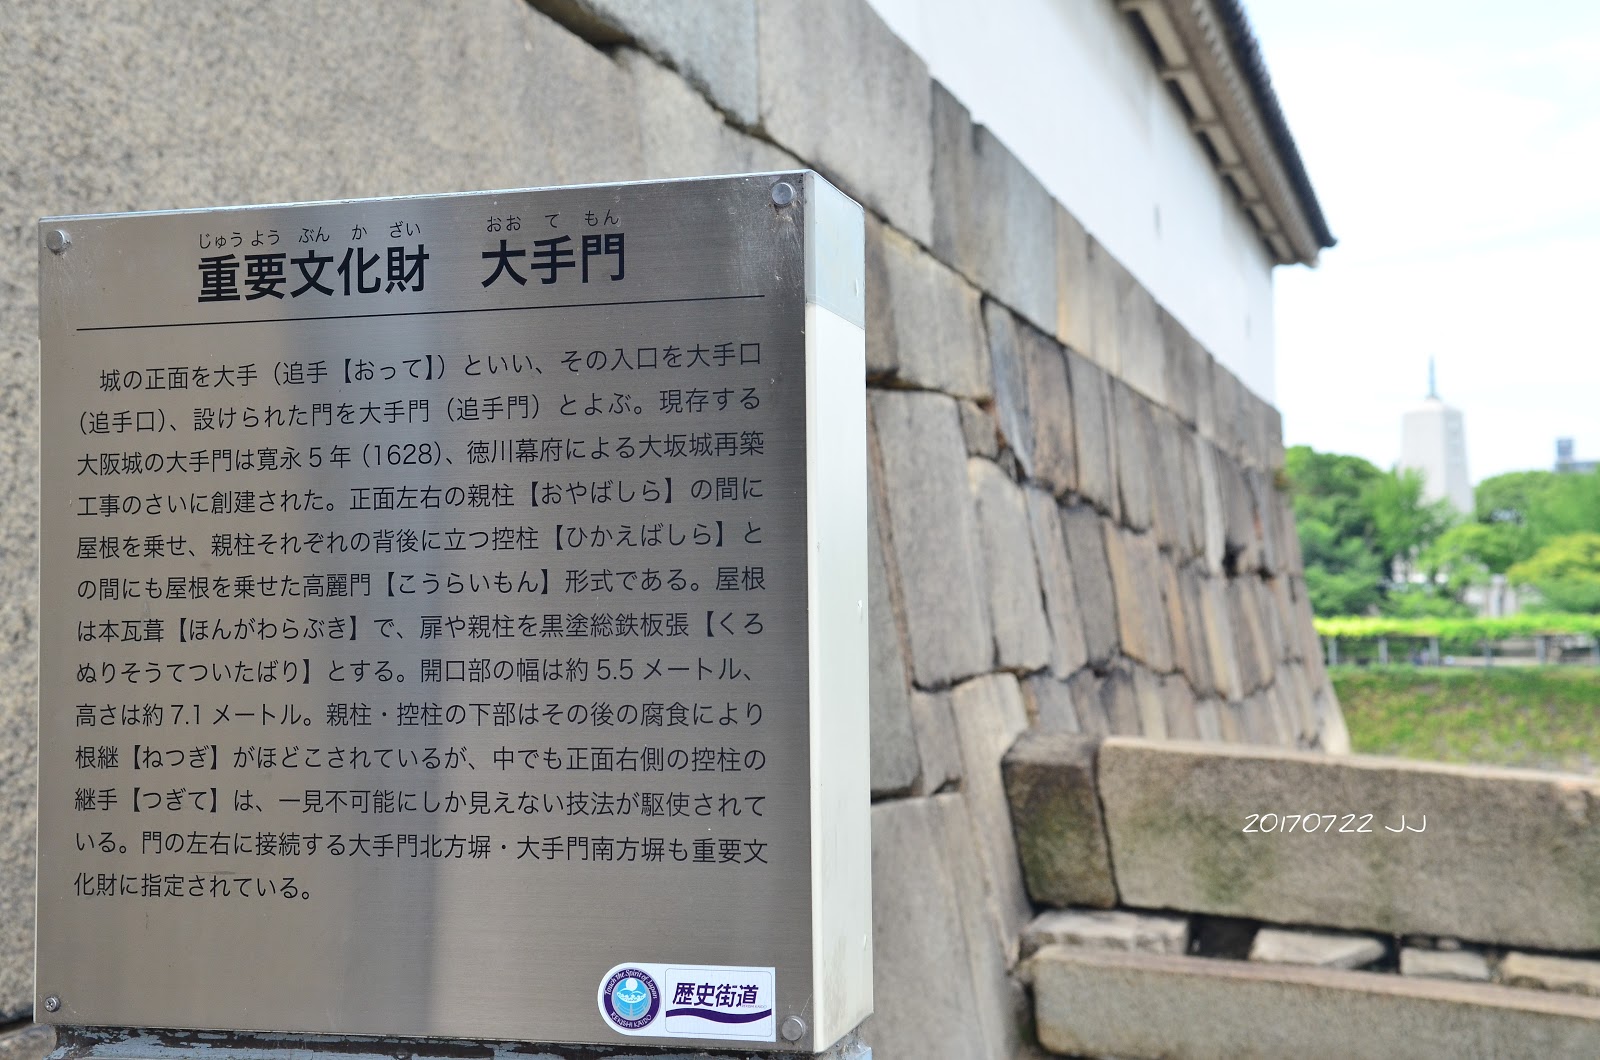 じゅうよう ぶん か ざい おお て もん
重要文化財 大手門
城の正面を大手（追手【おって】）といい、その入口を大手口
（追手口）、設けられた門を大手門（追手門）とよぶ。現存する
大阪城の大手門は寛永5年（1628）、徳川幕府による大坂城再築
工事のさいに創建された。正面左右の親柱【おやばしら】の間に
屋根を乗せ、親柱それぞれの背後に立つ控柱【ひかえばしら】と
の間にも屋根を乗せた高麗門【こうらいもん】形式である。屋根
は本瓦葺【ほんがわらぶき】で、扉や親柱を黒塗総鉄板張【くろ
ぬりそうてついたばり】とする。開口部の幅は約5.5メートル、
高さは約7.1メートル。親柱・控柱の下部はその後の腐食により
根継【ねつぎ】がほどこされているが、中でも正面右側の控柱の
継手【つぎて】は、一見不可能にしか見えない技法が駆使されて
いる。門の左右に接続する大手門北方塀・大手門南方塀も重要文
化財に指定されている。
Touch the Spirit of Japan
REKISHI KAIDO
歴史街道
20170722 JJ